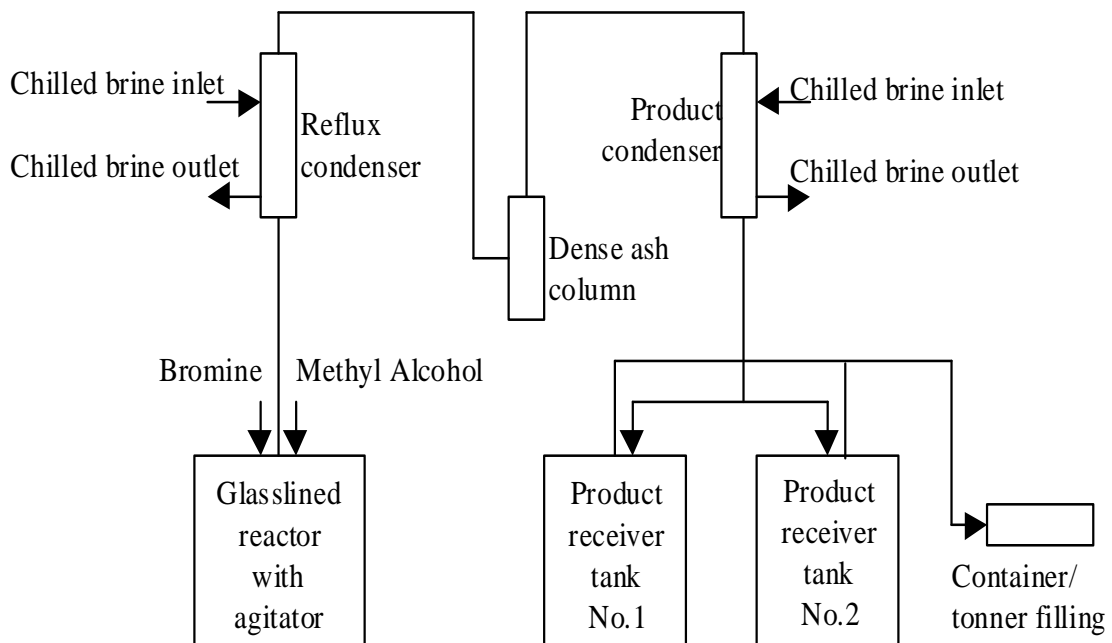 Chilled brine inlet
Chilled brine outlet
Reflux
condenser
Dense ash
column
Product
condenser
Chilled brine inlet
Chilled brine outlet
Bromine
Methyl Alcohol
Glasslined
reactor
with
agitator
Product
receiver
tank
No.1
Product
receiver
tank
No.2
Container/
tonner filling